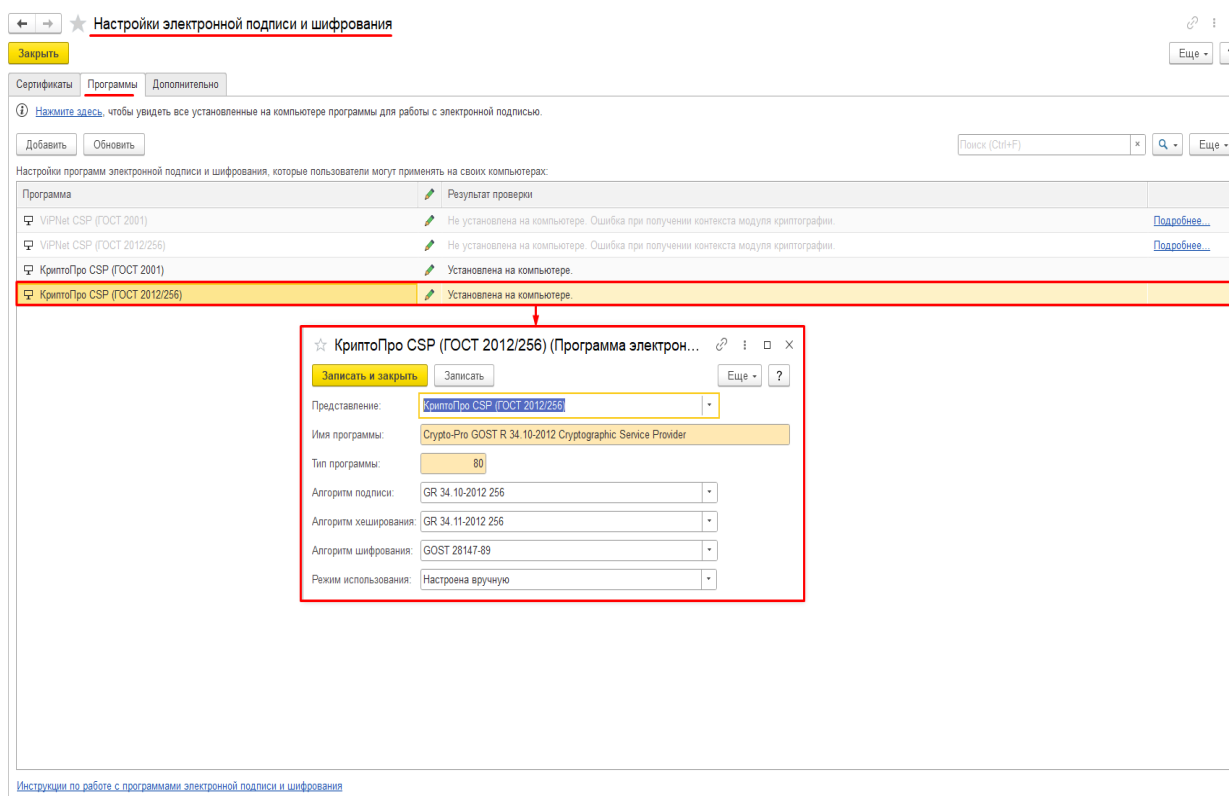 Настройки электронной подписи и шифрования
Закрыть
Еще
Сертификаты Программы Дополнительно
Нажмите здесь, чтобы увидеть все установленные на компьютере программы для работы с электронной подписью.
Добавить Обновить Поиск (Ctrl+F) × Еще
Настройки программ электронной подписи и шифрования, которые пользователи могут применять на своих компьютерах:
Программа Результат проверки
ViPNet CSP (ГОСТ 2001) Не установлена на компьютере. Ошибка при получении контекста модуля криптографии. Подробнее...
ViPNet CSP (ГОСТ 2012/256) Не установлена на компьютере. Ошибка при получении контекста модуля криптографии. Подробнее...
КриптоПро CSP (ГОСТ 2001) Установлена на компьютере.
КриптоПро CSP (ГОСТ 2012/256) Установлена на компьютере.
КриптоПро CSP (ГОСТ 2012/256) (Программа электрон...
Записать и закрыть Записать Еще ?
Представление: КриптоПро CSP (ГОСТ 2012/256)
Имя программы: Crypto-Pro GOST R 34.10-2012 Cryptographic Service Provider
Тип программы: 80
Алгоритм подписи: GR 34.10-2012 256
Алгоритм хеширования: GR 34.11-2012 256
Алгоритм шифрования: GOST 28147-89
Режим использования: Настроена вручную
Инструкции по работе с программами электронной подписи и шифрования